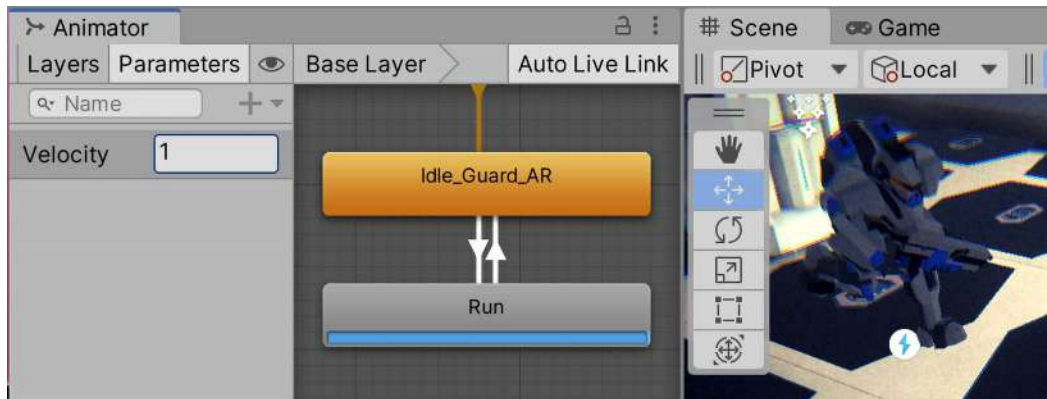 Animator
Layers Parameters
Name
Velocity 1
Base Layer Auto Live Link
Idle_Guard_AR
Run
Scene Game
Pivot Local